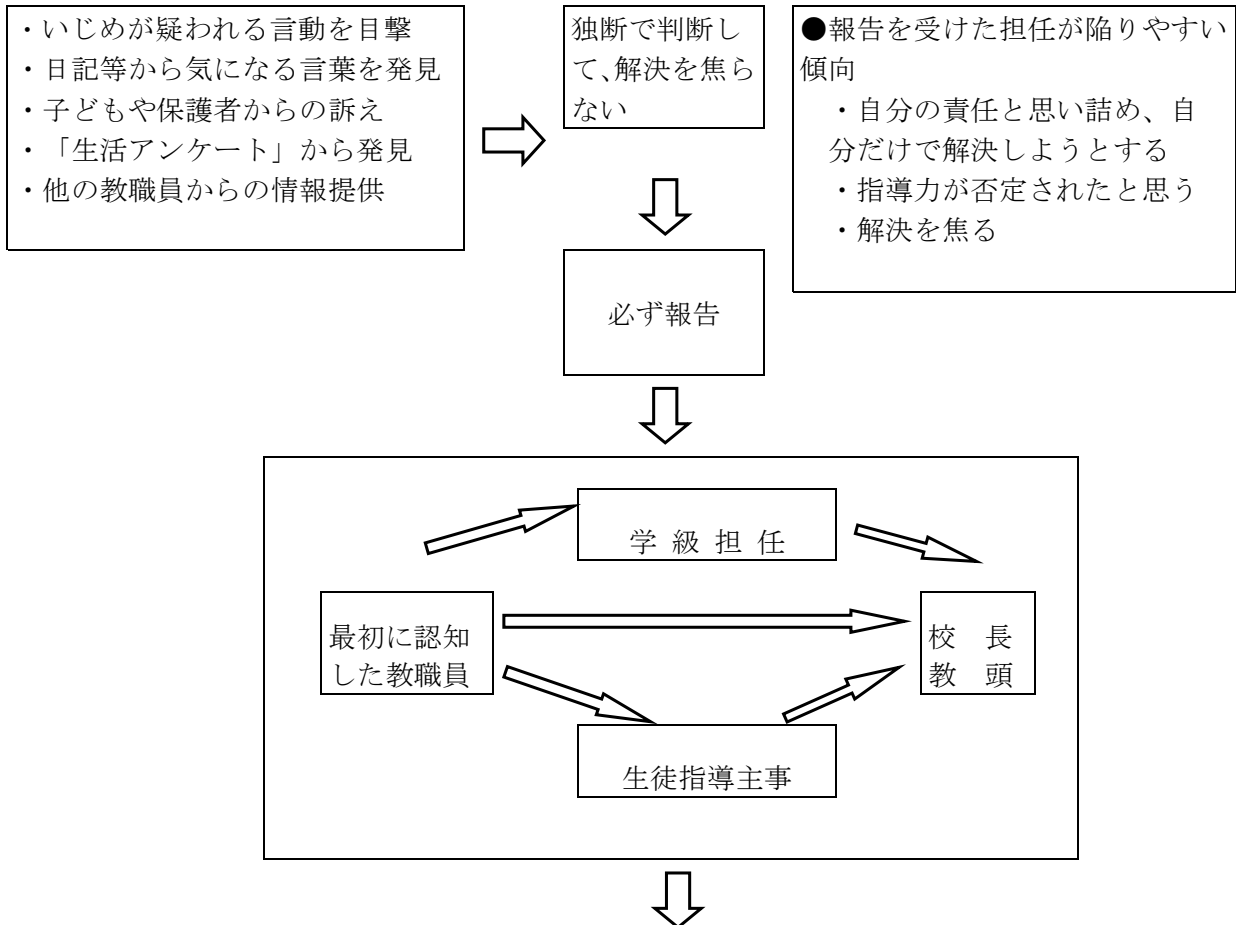 ・いじめが疑われる言動を目撃
・日記等から気になる言葉を発見
・子どもや保護者からの訴え
・「生活アンケート」から発見
・他の教職員からの情報提供
独断で判断し
て、解決を焦ら
ない
●報告を受けた担任が陥りやすい
傾向
・自分の責任と思い詰め、自
分だけで解決しようとする
・指導力が否定されたと思う
・解決を焦る
必ず報告
学 級 担 任
最初に認知
した教職員
校　長
教　頭
生徒指導主事